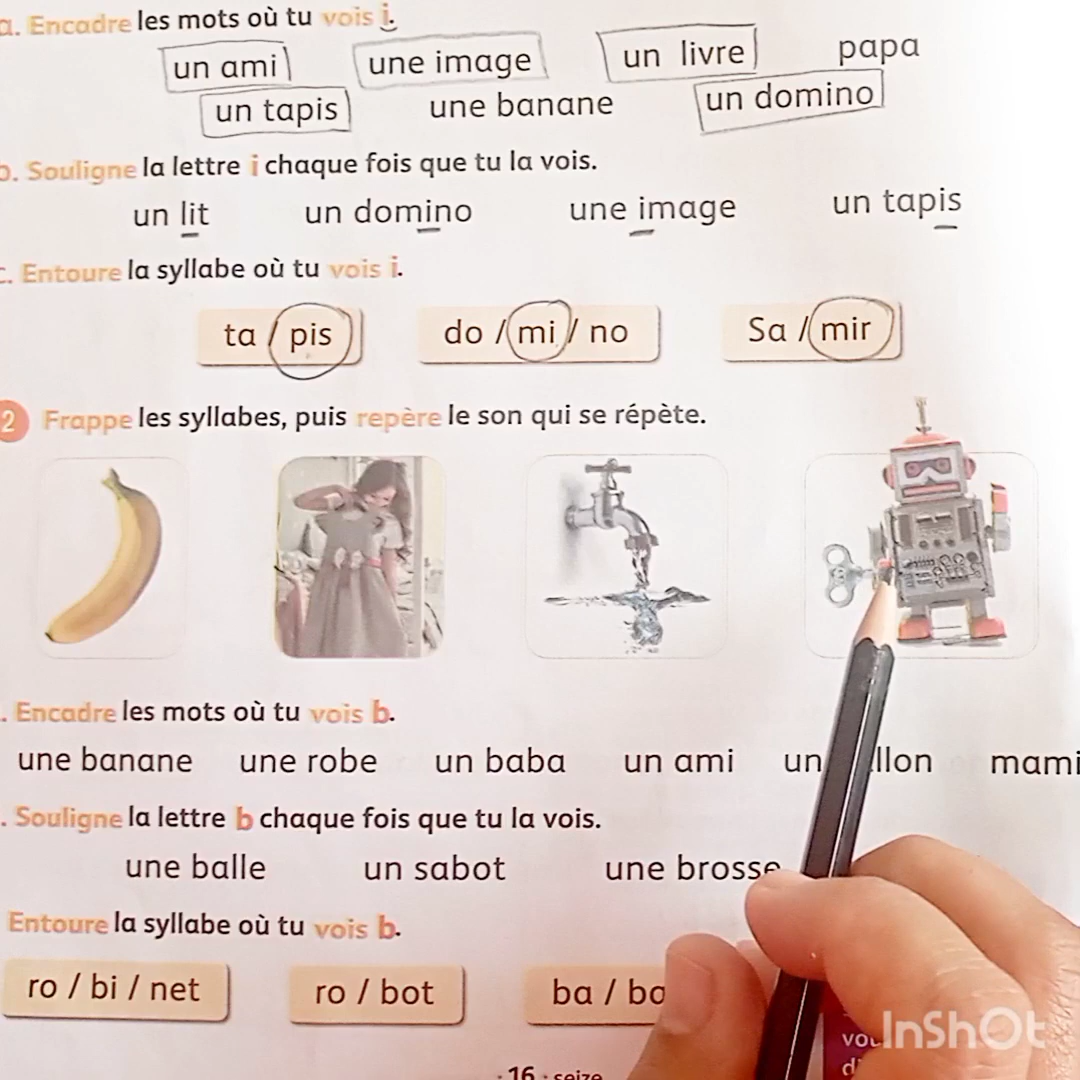 a. Encadre les mots où tu vois i.
un ami une image un livre papa
un tapis une banane un domino
b. Souligne la lettre i chaque fois que tu la vois.
un lit un domino une image un tapis
c. Entoure la syllabe où tu vois i.
ta / pis do / mi / no Sa / mir
2 Frappe les syllabes, puis repère le son qui se répète.
. Encadre les mots où tu vois b.
une banane une robe un baba un ami un llon mami
. Souligne la lettre b chaque fois que tu la vois.
une balle un sabot une brosse
Entoure la syllabe où tu vois b.
ro / bi / net ro / bot ba / ba
InShOt
· 16 · seize